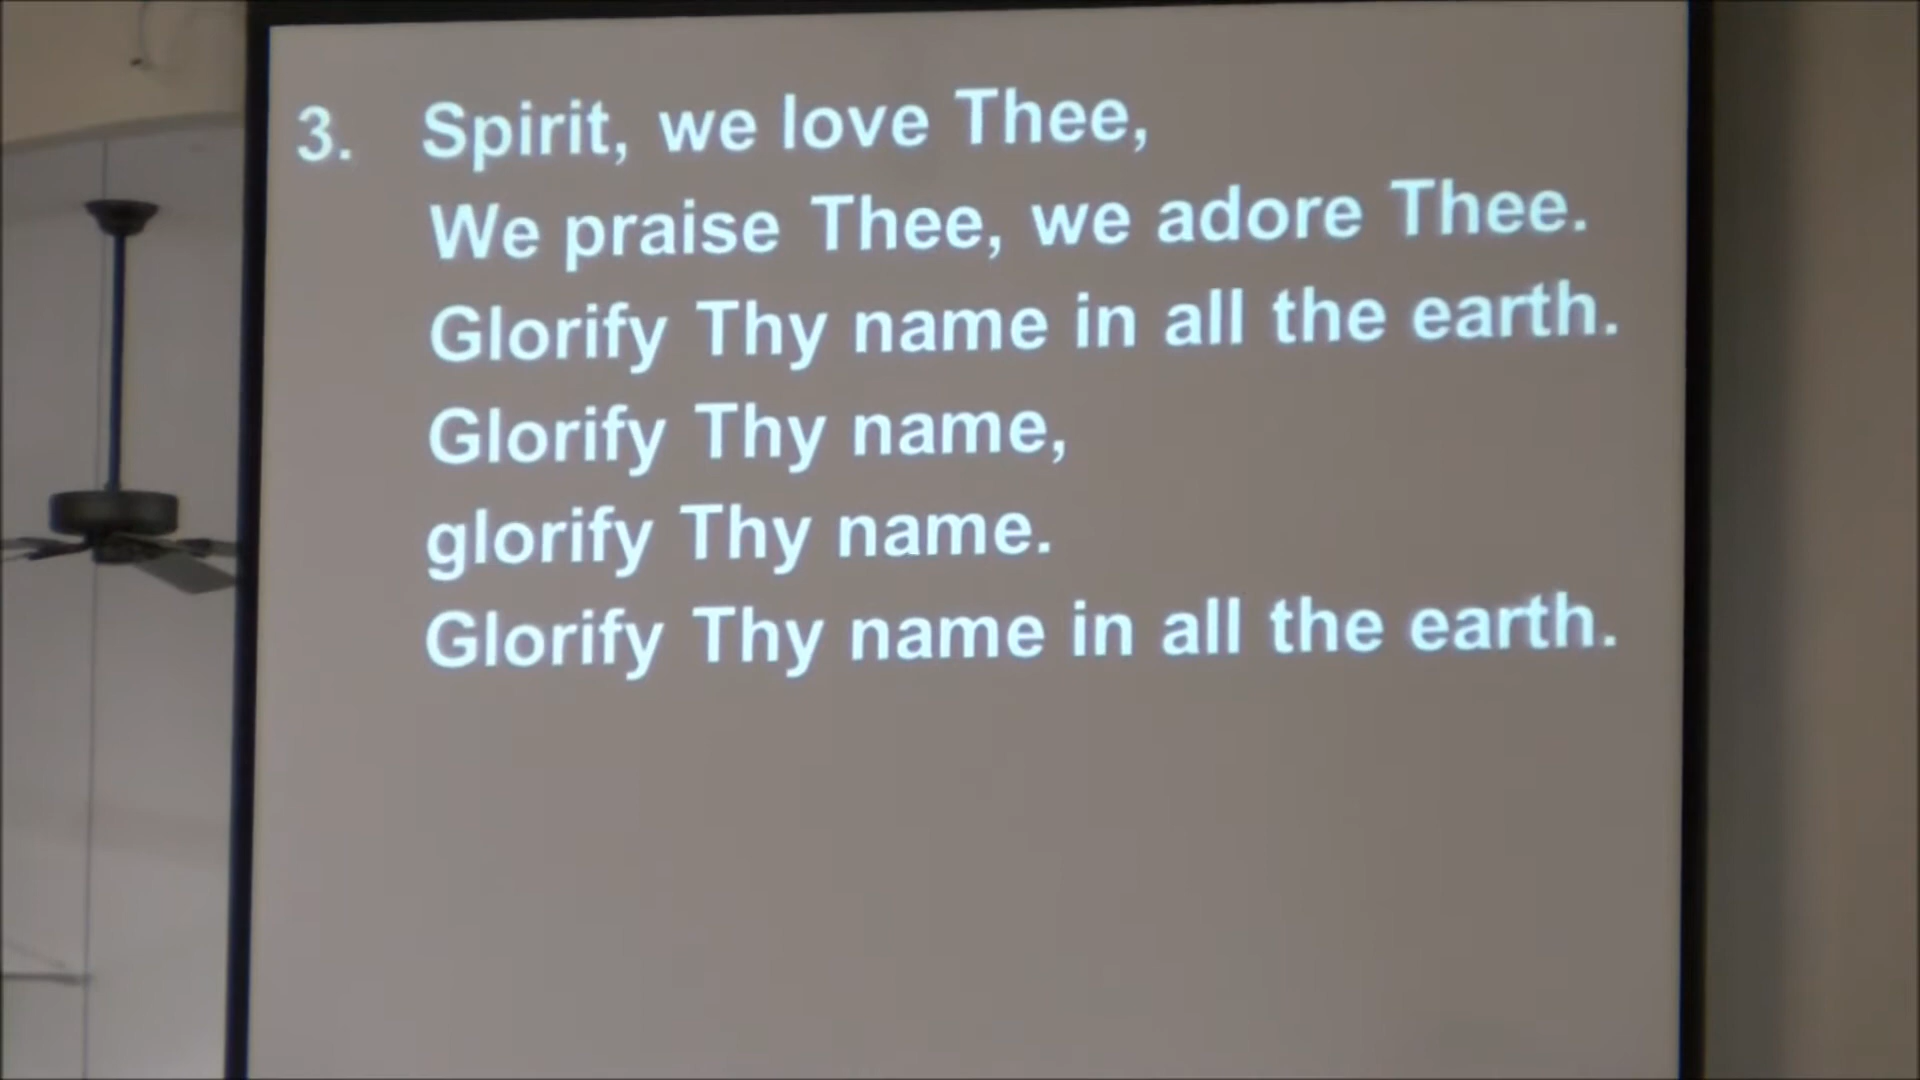 3. Spirit, we love Thee,
We praise Thee, we adore Thee.
Glorify Thy name in all the earth.
Glorify Thy name,
glorify Thy name.
Glorify Thy name in all the earth.